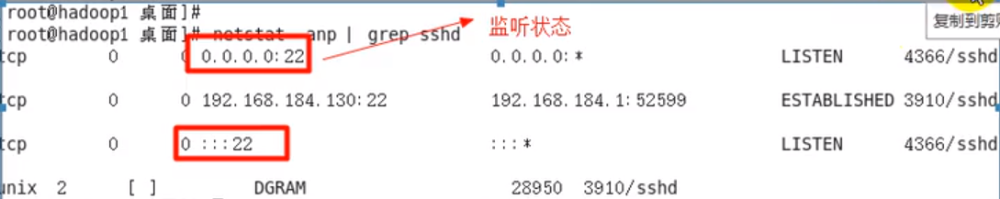 root@hadoop1 桌面]#
root@hadoop1 桌面]# netstat -anp | grep sshd
监听状态
复制到剪
tcp 0 0 0.0.0.0:22 0.0.0.0:* LISTEN 4366/sshd
tcp 0 0 192.168.184.130:22 192.168.184.1:52599 ESTABLISHED 3910/sshd
tcp 0 0 :::22 :::* LISTEN 4366/sshd
unix 2 [ ] DGRAM 28950 3910/sshd